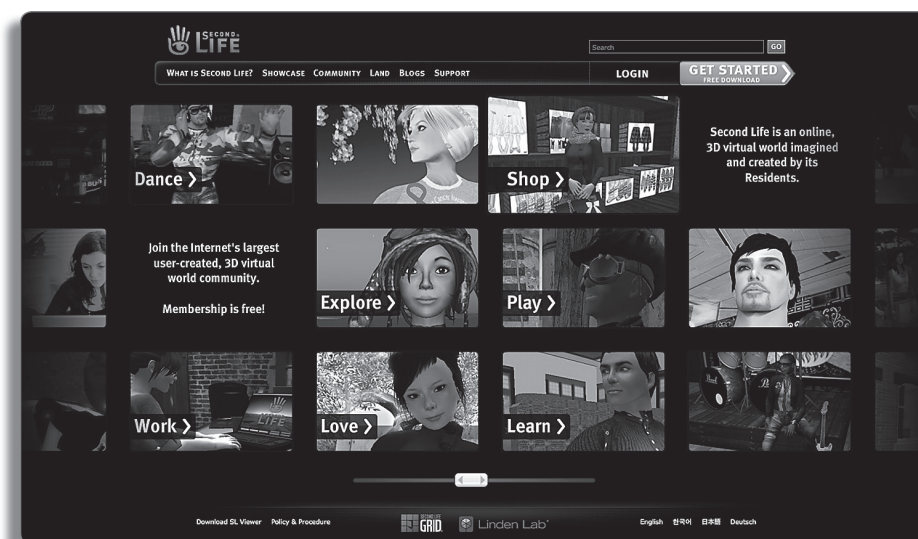 SECOND
LIFE
Search
GO
WHAT IS SECOND LIFE? SHOWCASE COMMUNITY LAND BLOGS SUPPORT
LOGIN
GET STARTED
FREE DOWNLOAD
Dance >
Shop >
Second Life is an online,
3D virtual world imagined
and created by its
Residents.
Join the Internet's largest
user-created, 3D virtual
world community.
Membership is free!
Explore >
Play >
Work >
LIFE
Love >
Learn >
Download SL Viewer Policy & Procedure
SECOND LIFE
GRID
Linden Lab
English 한국어 日本語 Deutsch